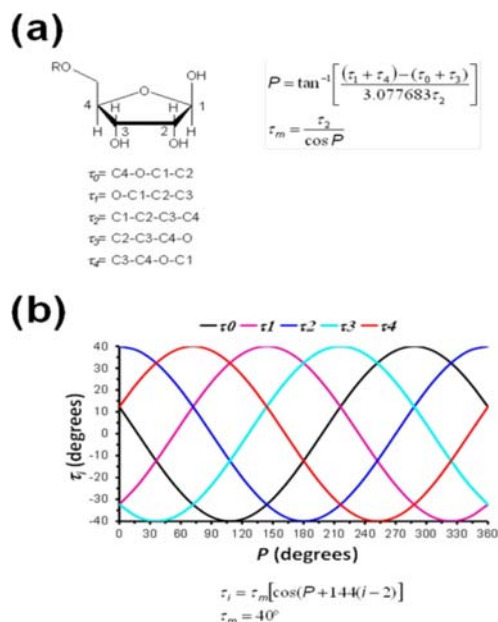 (a)
RO
O
OH
4
H
H
1
H
3
2
H
OH
OH
P = tan⁻¹[((τ₁ + τ₄) − (τ₀ + τ₃)) / 3.077683τ₂]
τₘ = τ₂ / cos P
τ₀= C4-O-C1-C2
τ₁= O-C1-C2-C3
τ₂= C1-C2-C3-C4
τ₃= C2-C3-C4-O
τ₄= C3-C4-O-C1
(b)
τ0 τ1 τ2 τ3 τ4
40
30
20
10
0
-10
-20
-30
-40
τᵢ (degrees)
0 30 60 90 120 150 180 210 240 270 300 330 360
P (degrees)
τᵢ = τₘ[cos(P + 144(i − 2)]
τₘ = 40°